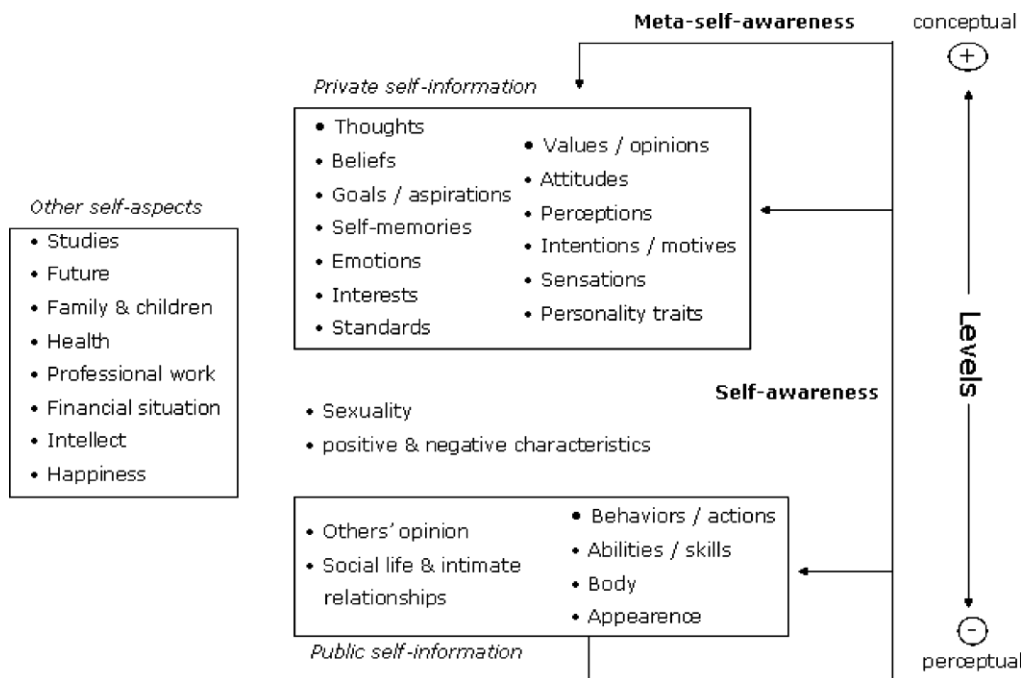 Meta-self-awareness
conceptual
+
Private self-information
• Thoughts
• Beliefs
• Goals / aspirations
• Self-memories
• Emotions
• Interests
• Standards
• Values / opinions
• Attitudes
• Perceptions
• Intentions / motives
• Sensations
• Personality traits
Other self-aspects
• Studies
• Future
• Family & children
• Health
• Professional work
• Financial situation
• Intellect
• Happiness
Levels
Self-awareness
• Sexuality
• positive & negative characteristics
• Others' opinion
• Social life & intimate
relationships
• Behaviors / actions
• Abilities / skills
• Body
• Appearence
Public self-information
-
perceptual